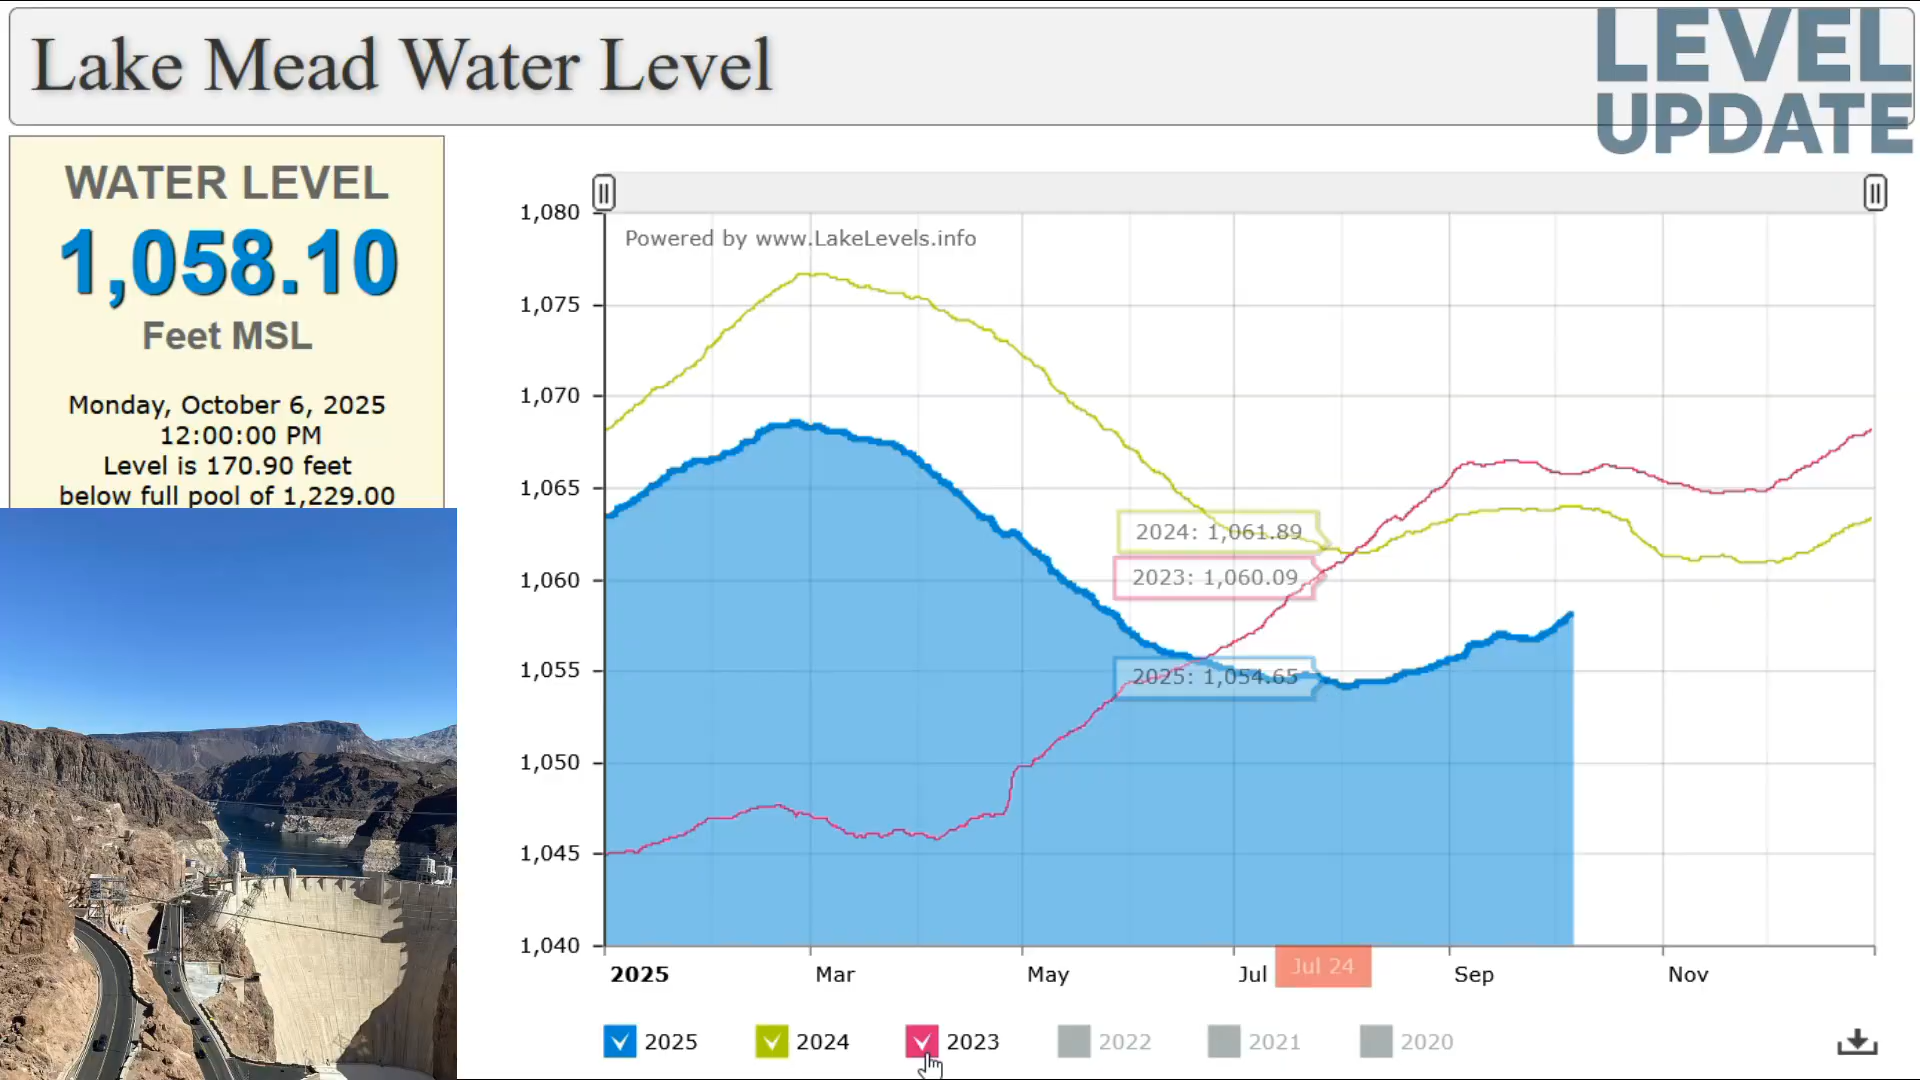 Lake Mead Water Level
LEVEL
UPDATE
WATER LEVEL
1,058.10
Feet MSL
Monday, October 6, 2025
12:00:00 PM
Level is 170.90 feet
below full pool of 1,229.00
Powered by www.LakeLevels.info
1,080
1,075
1,070
1,065
1,060
1,055
1,050
1,045
1,040
2024: 1,061.89
2023: 1,060.09
2025: 1,054.65
2025 Mar May Jul Jul 24 Sep Nov
2025 2024 2023 2022 2021 2020